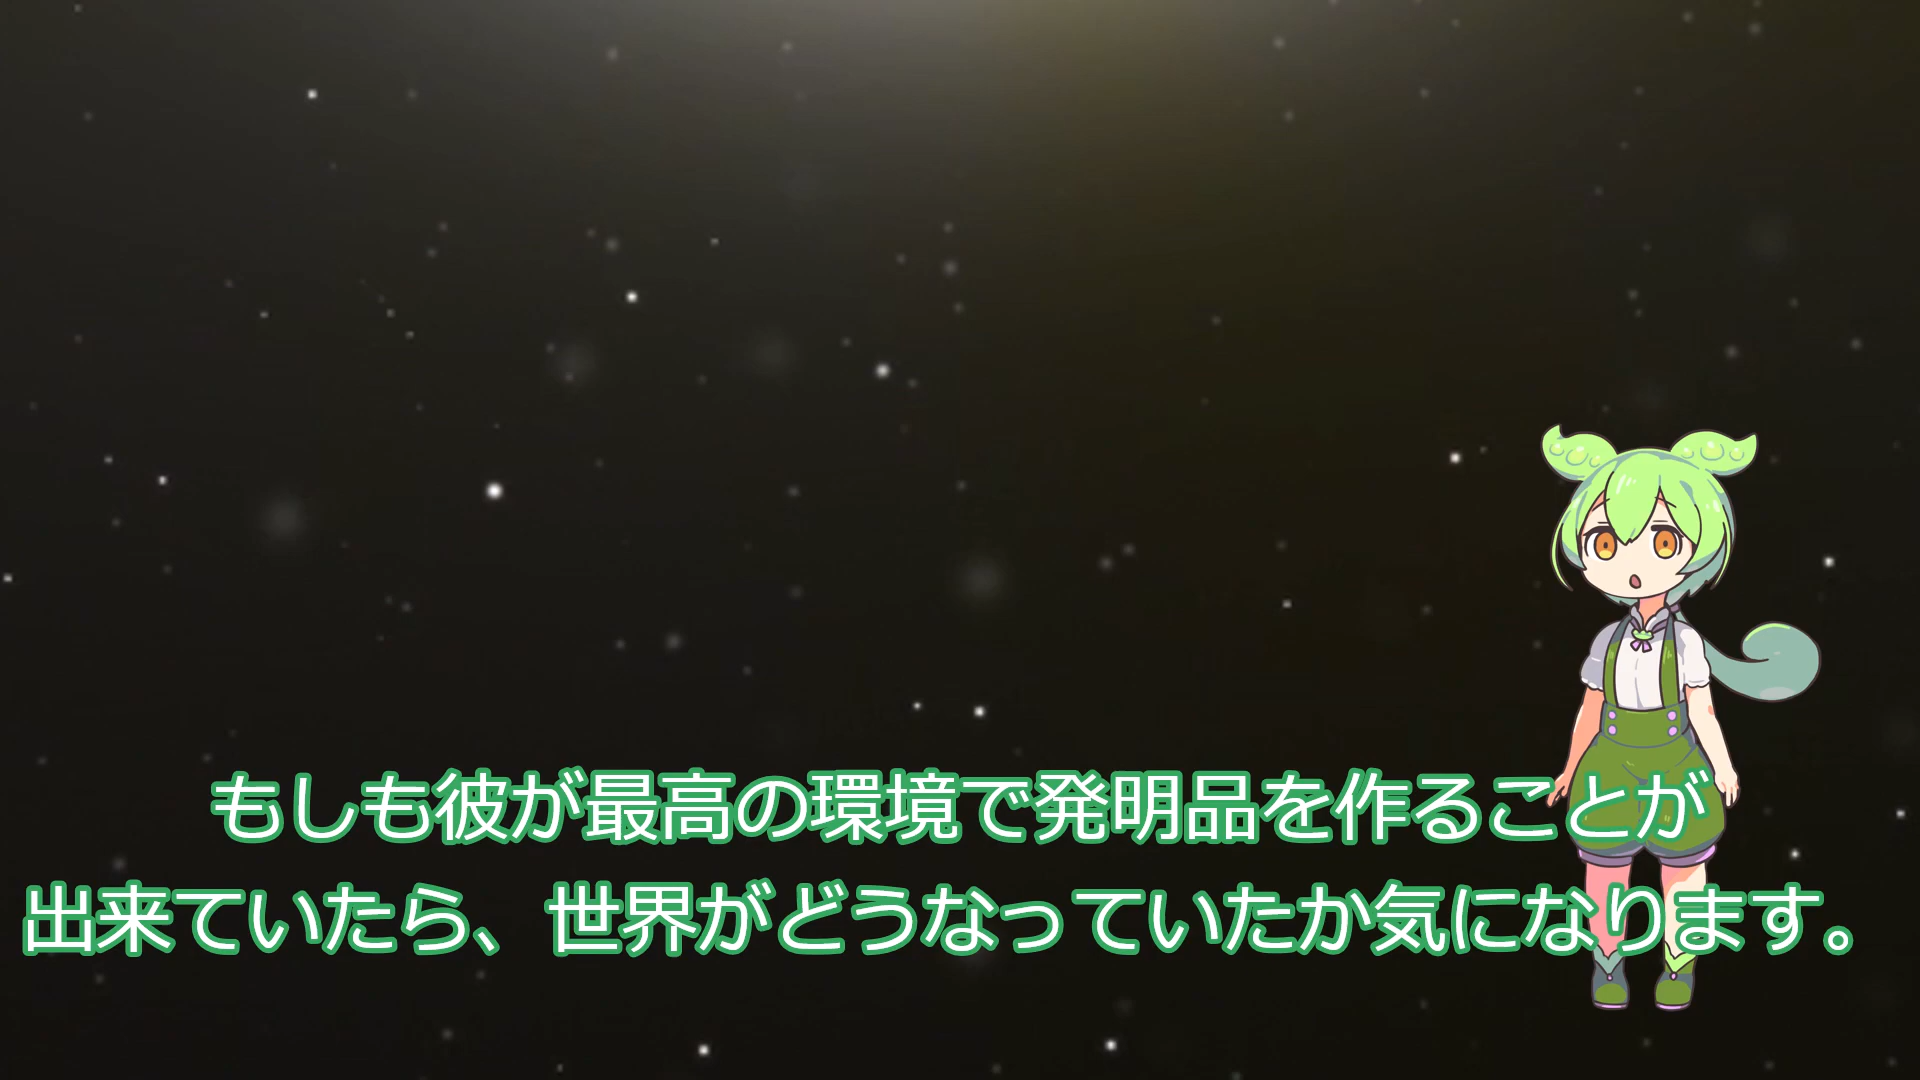 もしも彼が最高の環境で発明品を作ることが
出来ていたら、世界がどうなっていたか気になります。